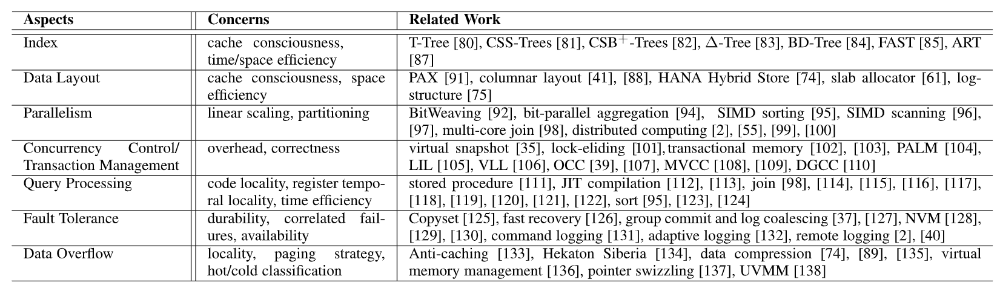 Aspects Concerns Related Work
Index cache consciousness, T-Tree [80], CSS-Trees [81], CSB+-Trees [82], Δ-Tree [83], BD-Tree [84], FAST [85], ART
time/space efficiency [87]
Data Layout cache consciousness, space PAX [91], columnar layout [41], [88], HANA Hybrid Store [74], slab allocator [61], log-
efficiency structure [75]
Parallelism linear scaling, partitioning BitWeaving [92], bit-parallel aggregation [94], SIMD sorting [95], SIMD scanning [96],
[97], multi-core join [98], distributed computing [2], [55], [99], [100]
Concurrency Control/ overhead, correctness virtual snapshot [35], lock-eliding [101], transactional memory [102], [103], PALM [104],
Transaction Management LIL [105], VLL [106], OCC [39], [107], MVCC [108], [109], DGCC [110]
Query Processing code locality, register tempo- stored procedure [111], JIT compilation [112], [113], join [98], [114], [115], [116], [117],
ral locality, time efficiency [118], [119], [120], [121], [122], sort [95], [123], [124]
Fault Tolerance durability, correlated fail- Copyset [125], fast recovery [126], group commit and log coalescing [37], [127], NVM [128],
ures, availability [129], [130], command logging [131], adaptive logging [132], remote logging [2], [40]
Data Overflow locality, paging strategy, Anti-caching [133], Hekaton Siberia [134], data compression [74], [89], [135], virtual
hot/cold classification memory management [136], pointer swizzling [137], UVMM [138]